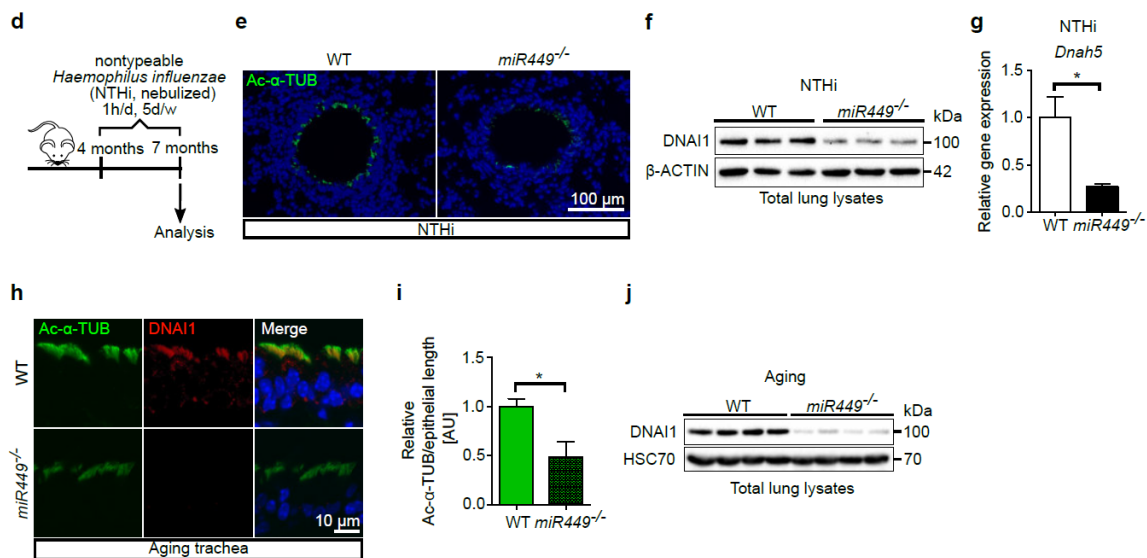 d
nontypeable
Haemophilus influenzae
(NTHi, nebulized)
1h/d, 5d/w
4 months
7 months
Analysis
e
WT
miR449-/-
Ac-α-TUB
100 µm
NTHi
f
NTHi
WT
miR449-/-
kDa
DNAI1
100
β-ACTIN
42
Total lung lysates
g
NTHi
Dnah5
Relative gene expression
1.5
1.0
0.5
0.0
*
WT miR449-/-
h
Ac-α-TUB
DNAI1
Merge
WT
miR449-/-
10 µm
Aging trachea
i
Relative
Ac-α-TUB/epithelial length
[AU]
1.5
1.0
0.5
0.0
*
WT miR449-/-
j
Aging
WT
miR449-/-
kDa
DNAI1
100
HSC70
70
Total lung lysates